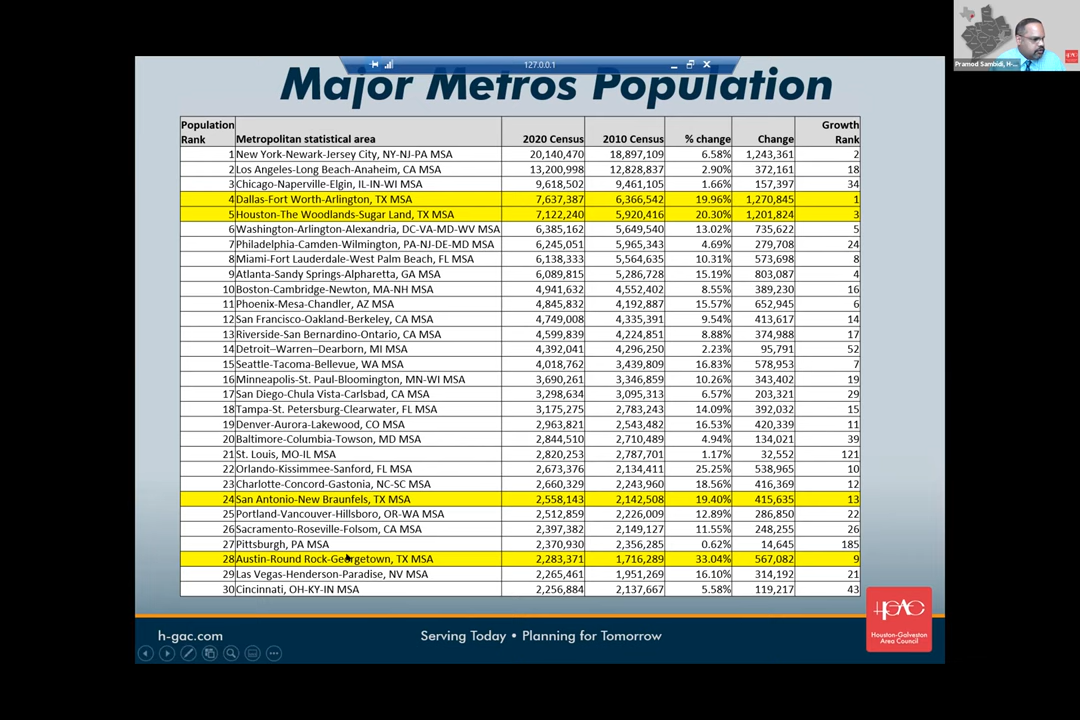 127.0.0.1
Pramod Sambidi, H-...
Major Metros Population
Population Rank Metropolitan statistical area 2020 Census 2010 Census % change Change Growth Rank
1 New York-Newark-Jersey City, NY-NJ-PA MSA 20,140,470 18,897,109 6.58% 1,243,361 2
2 Los Angeles-Long Beach-Anaheim, CA MSA 13,200,998 12,828,837 2.90% 372,161 18
3 Chicago-Naperville-Elgin, IL-IN-WI MSA 9,618,502 9,461,105 1.66% 157,397 34
4 Dallas-Fort Worth-Arlington, TX MSA 7,637,387 6,366,542 19.96% 1,270,845 1
5 Houston-The Woodlands-Sugar Land, TX MSA 7,122,240 5,920,416 20.30% 1,201,824 3
6 Washington-Arlington-Alexandria, DC-VA-MD-WV MSA 6,385,162 5,649,540 13.02% 735,622 5
7 Philadelphia-Camden-Wilmington, PA-NJ-DE-MD MSA 6,245,051 5,965,343 4.69% 279,708 24
8 Miami-Fort Lauderdale-West Palm Beach, FL MSA 6,138,333 5,564,635 10.31% 573,698 8
9 Atlanta-Sandy Springs-Alpharetta, GA MSA 6,089,815 5,286,728 15.19% 803,087 4
10 Boston-Cambridge-Newton, MA-NH MSA 4,941,632 4,552,402 8.55% 389,230 16
11 Phoenix-Mesa-Chandler, AZ MSA 4,845,832 4,192,887 15.57% 652,945 6
12 San Francisco-Oakland-Berkeley, CA MSA 4,749,008 4,335,391 9.54% 413,617 14
13 Riverside-San Bernardino-Ontario, CA MSA 4,599,839 4,224,851 8.88% 374,988 17
14 Detroit–Warren–Dearborn, MI MSA 4,392,041 4,296,250 2.23% 95,791 52
15 Seattle-Tacoma-Bellevue, WA MSA 4,018,762 3,439,809 16.83% 578,953 7
16 Minneapolis-St. Paul-Bloomington, MN-WI MSA 3,690,261 3,346,859 10.26% 343,402 19
17 San Diego-Chula Vista-Carlsbad, CA MSA 3,298,634 3,095,313 6.57% 203,321 29
18 Tampa-St. Petersburg-Clearwater, FL MSA 3,175,275 2,783,243 14.09% 392,032 15
19 Denver-Aurora-Lakewood, CO MSA 2,963,821 2,543,482 16.53% 420,339 11
20 Baltimore-Columbia-Towson, MD MSA 2,844,510 2,710,489 4.94% 134,021 39
21 St. Louis, MO-IL MSA 2,820,253 2,787,701 1.17% 32,552 121
22 Orlando-Kissimmee-Sanford, FL MSA 2,673,376 2,134,411 25.25% 538,965 10
23 Charlotte-Concord-Gastonia, NC-SC MSA 2,660,329 2,243,960 18.56% 416,369 12
24 San Antonio-New Braunfels, TX MSA 2,558,143 2,142,508 19.40% 415,635 13
25 Portland-Vancouver-Hillsboro, OR-WA MSA 2,512,859 2,226,009 12.89% 286,850 22
26 Sacramento-Roseville-Folsom, CA MSA 2,397,382 2,149,127 11.55% 248,255 26
27 Pittsburgh, PA MSA 2,370,930 2,356,285 0.62% 14,645 185
28 Austin-Round Rock-Georgetown, TX MSA 2,283,371 1,716,289 33.04% 567,082 9
29 Las Vegas-Henderson-Paradise, NV MSA 2,265,461 1,951,269 16.10% 314,192 21
30 Cincinnati, OH-KY-IN MSA 2,256,884 2,137,667 5.58% 119,217 43
h-gac.com
Serving Today • Planning for Tomorrow
HGAC
Houston-Galveston
Area Council